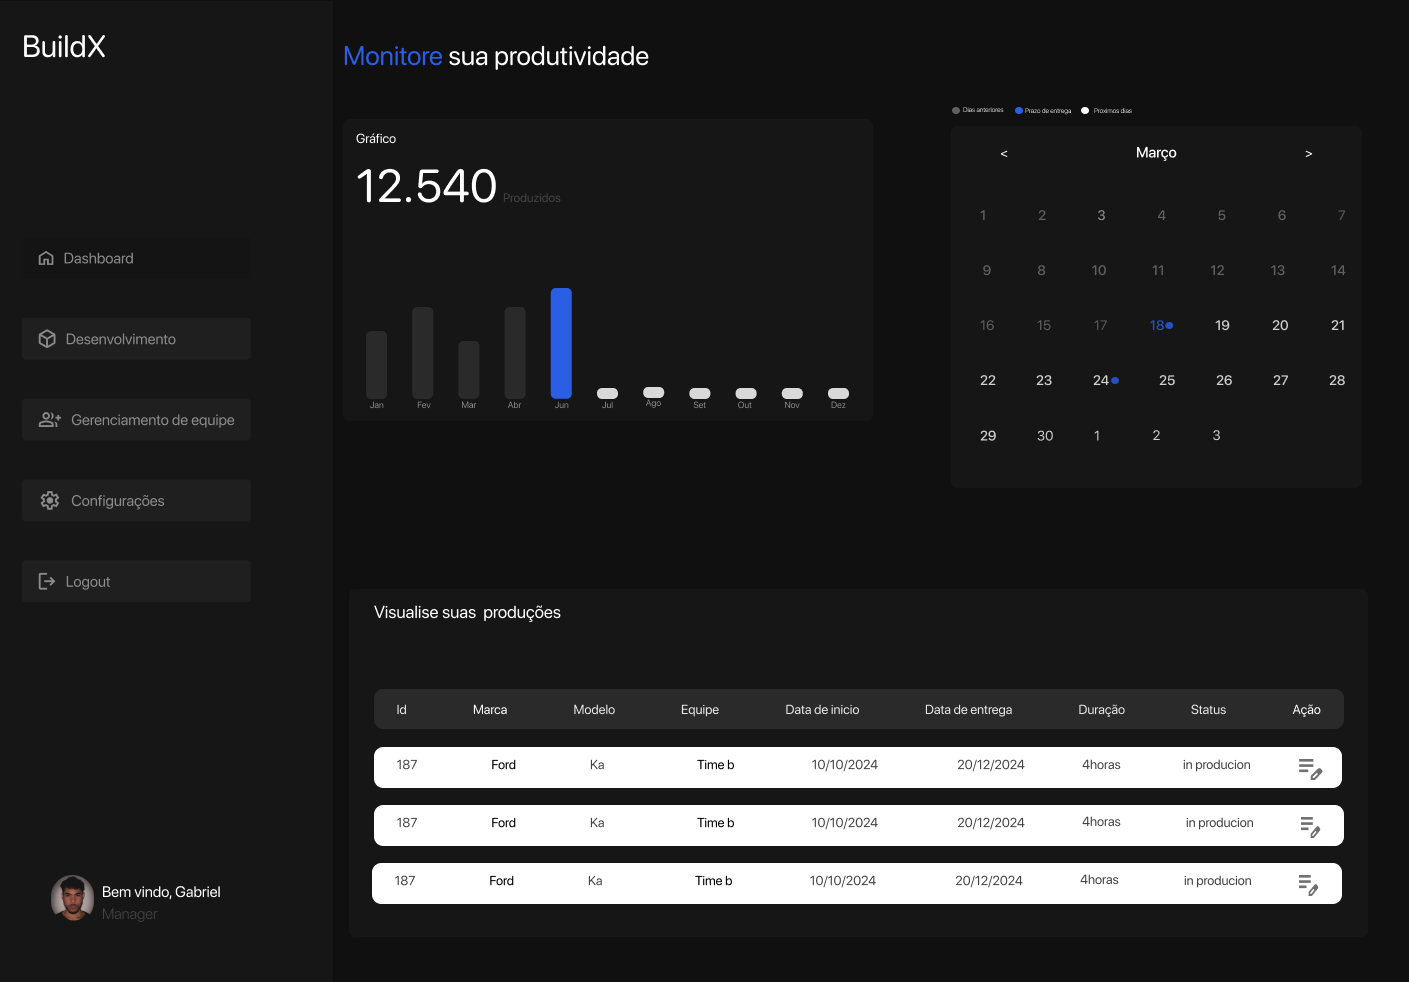 BuildX
Dashboard
Desenvolvimento
Gerenciamento de equipe
Configurações
Logout
Bem vindo, Gabriel
Manager
Monitore sua produtividade
Gráfico
12.540 Produzidos
Jan Fev Mar Abr Jun Jul Ago Set Out Nov Dez
Dias anteriores Prazo de entrega Proximos dias
< Março >
1 2 3 4 5 6 7
9 8 10 11 12 13 14
16 15 17 18 19 20 21
22 23 24 25 26 27 28
29 30 1 2 3
Visualise suas produções
Id Marca Modelo Equipe Data de inicio Data de entrega Duração Status Ação
187 Ford Ka Time b 10/10/2024 20/12/2024 4horas in producion
187 Ford Ka Time b 10/10/2024 20/12/2024 4horas in producion
187 Ford Ka Time b 10/10/2024 20/12/2024 4horas in producion